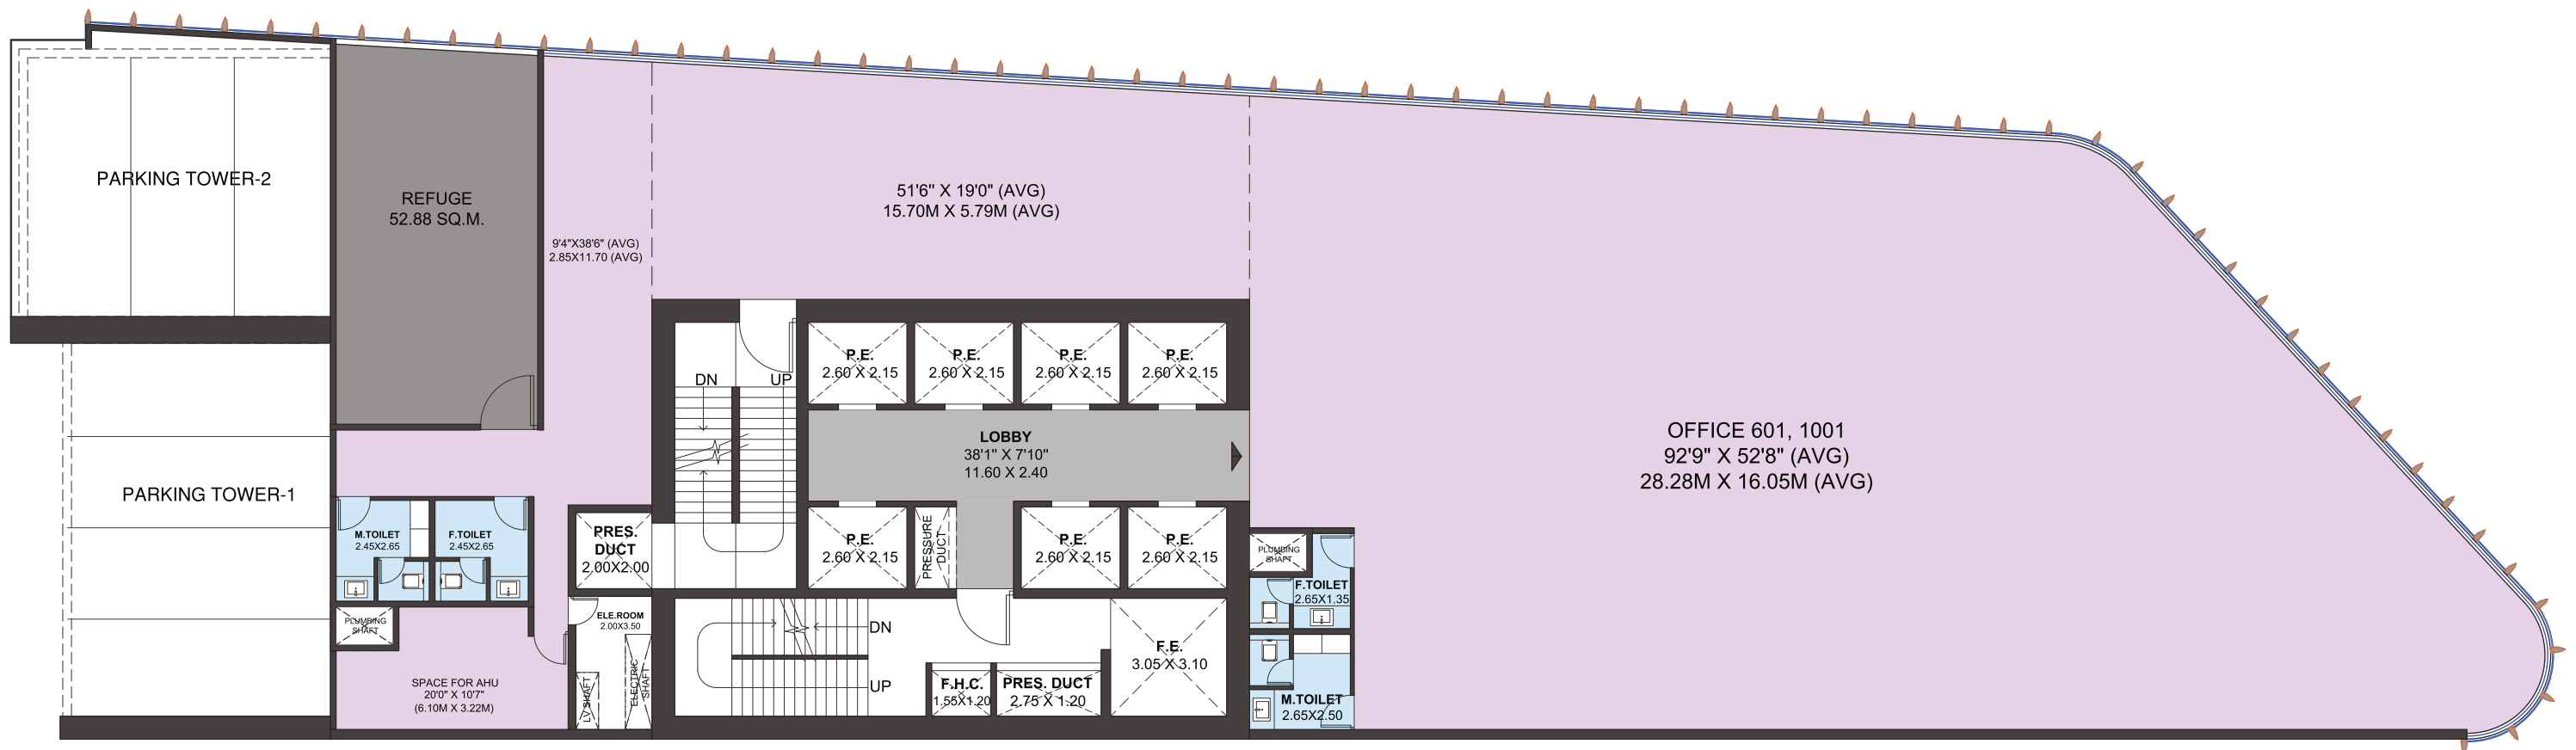 PARKING TOWER-2
REFUGE
52.88 SQ.M.
9'4"X38'6" (AVG)
2.85X11.70 (AVG)
51'6" X 19'0" (AVG)
15.70M X 5.79M (AVG)
P.E.
2.60 X 2.15
P.E.
2.60 X 2.15
P.E.
2.60 X 2.15
P.E.
2.60 X 2.15
DN
UP
LOBBY
38'1" X 7'10"
11.60 X 2.40
OFFICE 601, 1001
92'9" X 52'8" (AVG)
28.28M X 16.05M (AVG)
PARKING TOWER-1
M.TOILET
2.45X2.65
F.TOILET
2.45X2.65
PRES.
DUCT
2.00X2.00
P.E.
2.60 X 2.15
PRESSURE
DUCT
P.E.
2.60 X 2.15
P.E.
2.60 X 2.15
PLUMBING
SHAFT
F.TOILET
2.65X1.35
PLUMBING
SHAFT
ELE.ROOM
2.00X3.50
DN
UP
F.E.
3.05 X 3.10
SPACE FOR AHU
20'0" X 10'7"
(6.10M X 3.22M)
LV SHAFT
ELECTRIC
SHAFT
F.H.C.
1.55X1.20
PRES. DUCT
2.75 X 1.20
M.TOILET
2.65X2.50